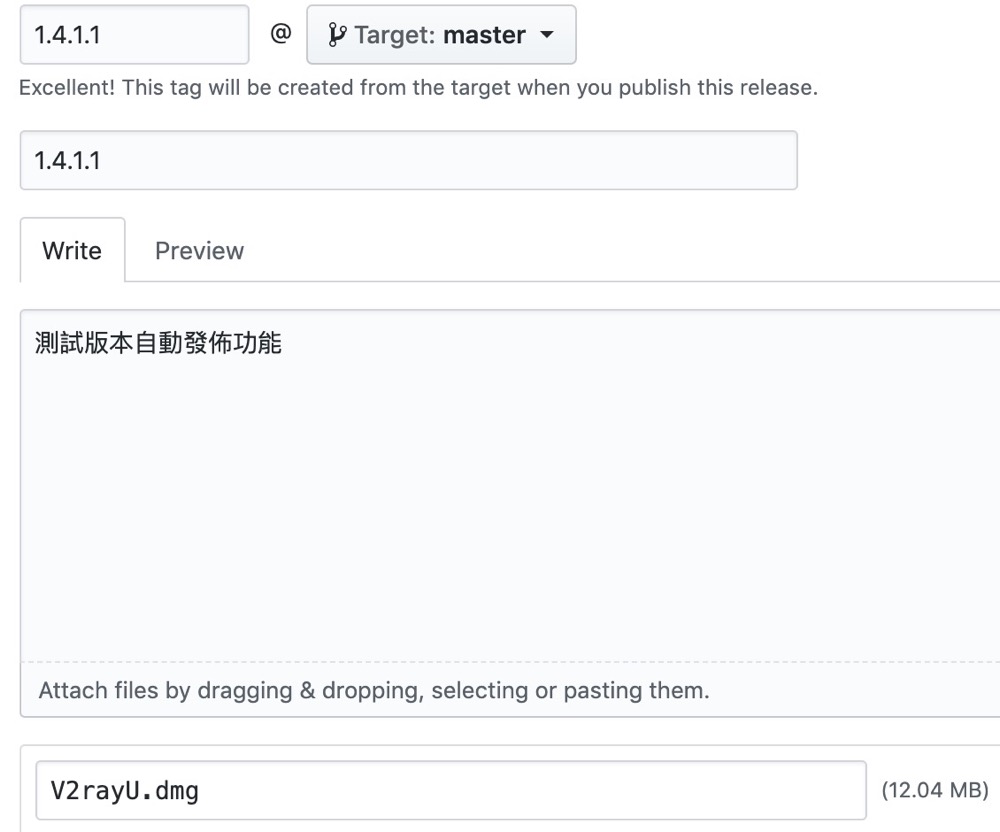 1.4.1.1 @ Target: master
Excellent! This tag will be created from the target when you publish this release.
1.4.1.1
Write Preview
測試版本自動發佈功能
Attach files by dragging & dropping, selecting or pasting them.
V2rayU.dmg (12.04 MB)